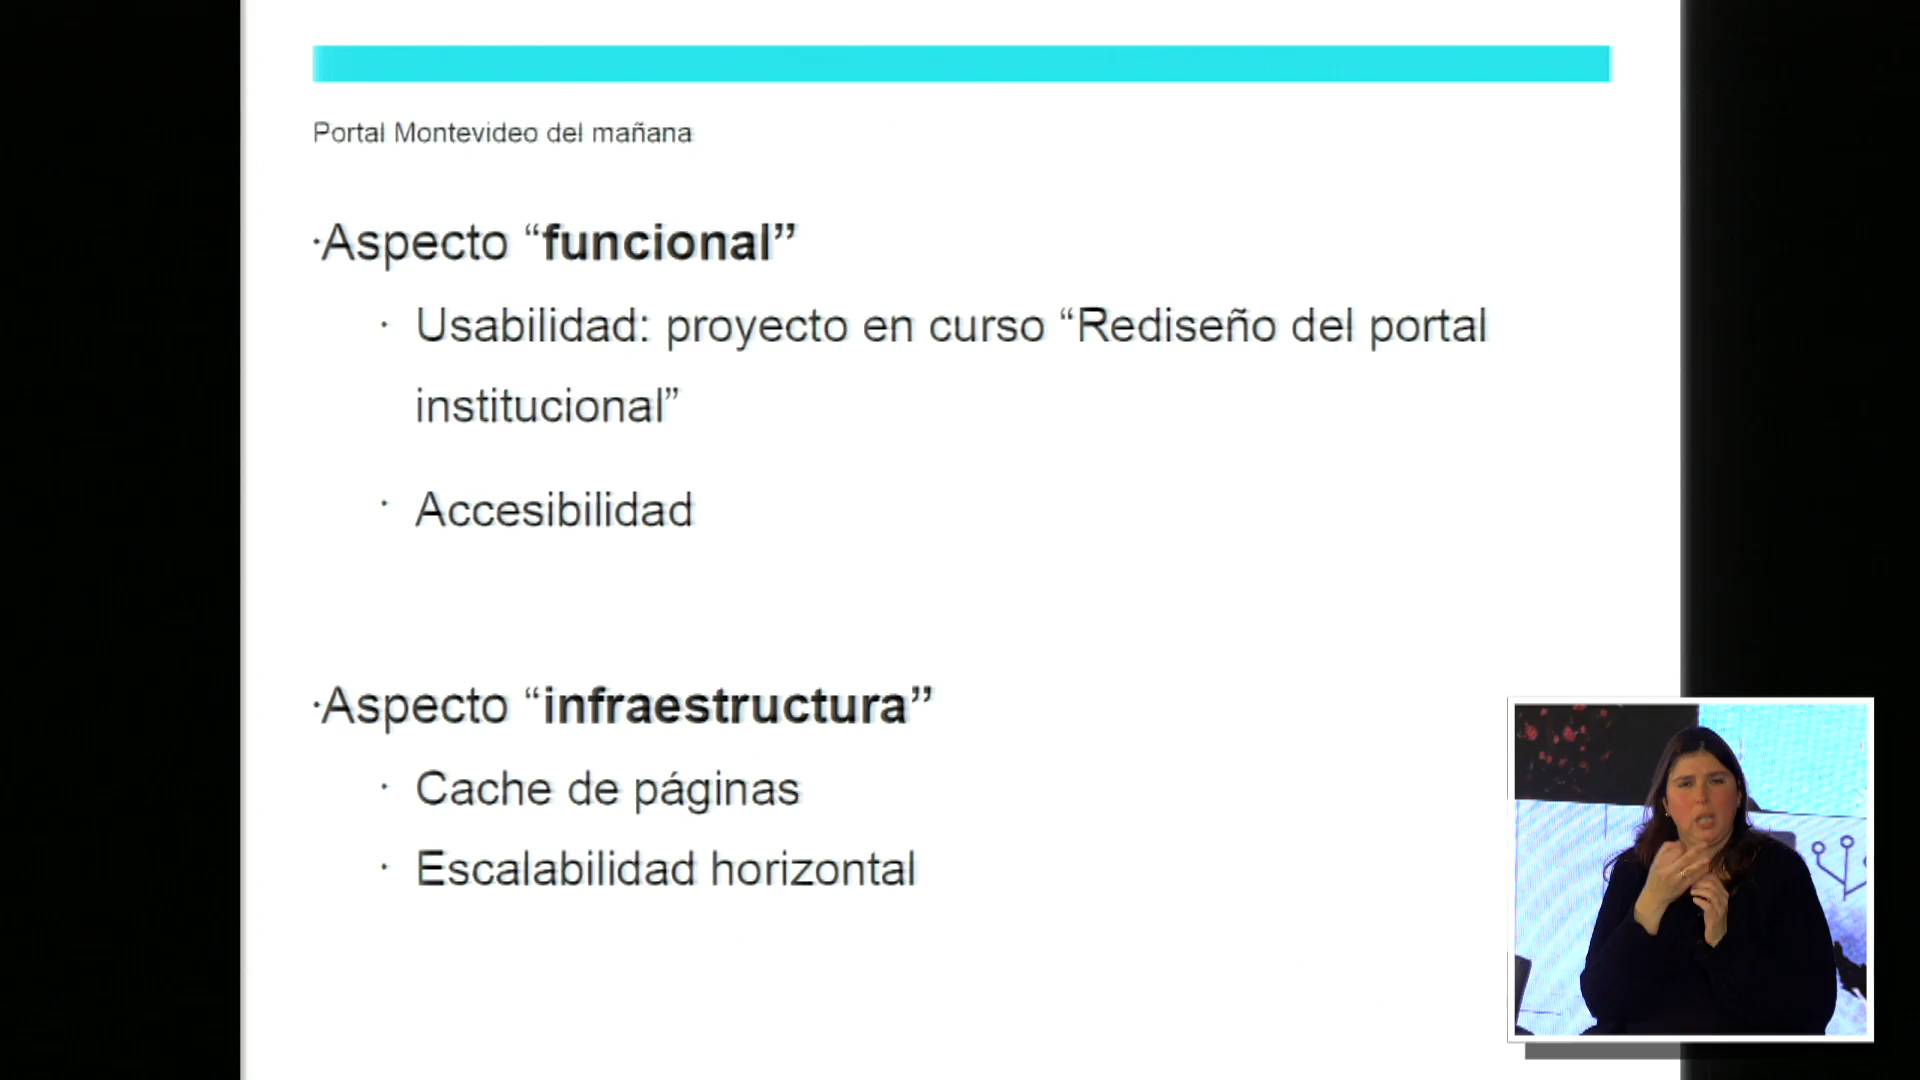 Portal Montevideo del mañana
·Aspecto “funcional”
· Usabilidad: proyecto en curso “Rediseño del portal
institucional”
· Accesibilidad
·Aspecto “infraestructura”
· Cache de páginas
· Escalabilidad horizontal